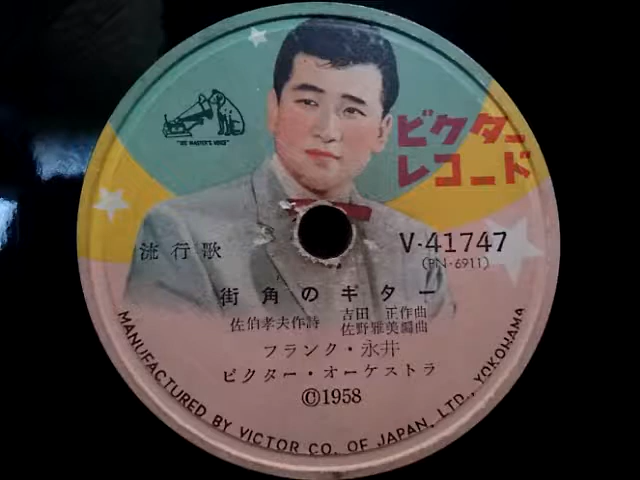 "HIS MASTER'S VOICE"
ビクター
レコード
流行歌
V-41747
(PN-6911)
街角のギター
佐伯孝夫作詩
吉田 正作曲
佐野雅美編曲
フランク・永井
ビクター・オーケストラ
©1958
MANUFACTURED BY VICTOR CO. OF JAPAN, LTD., YOKOHAMA